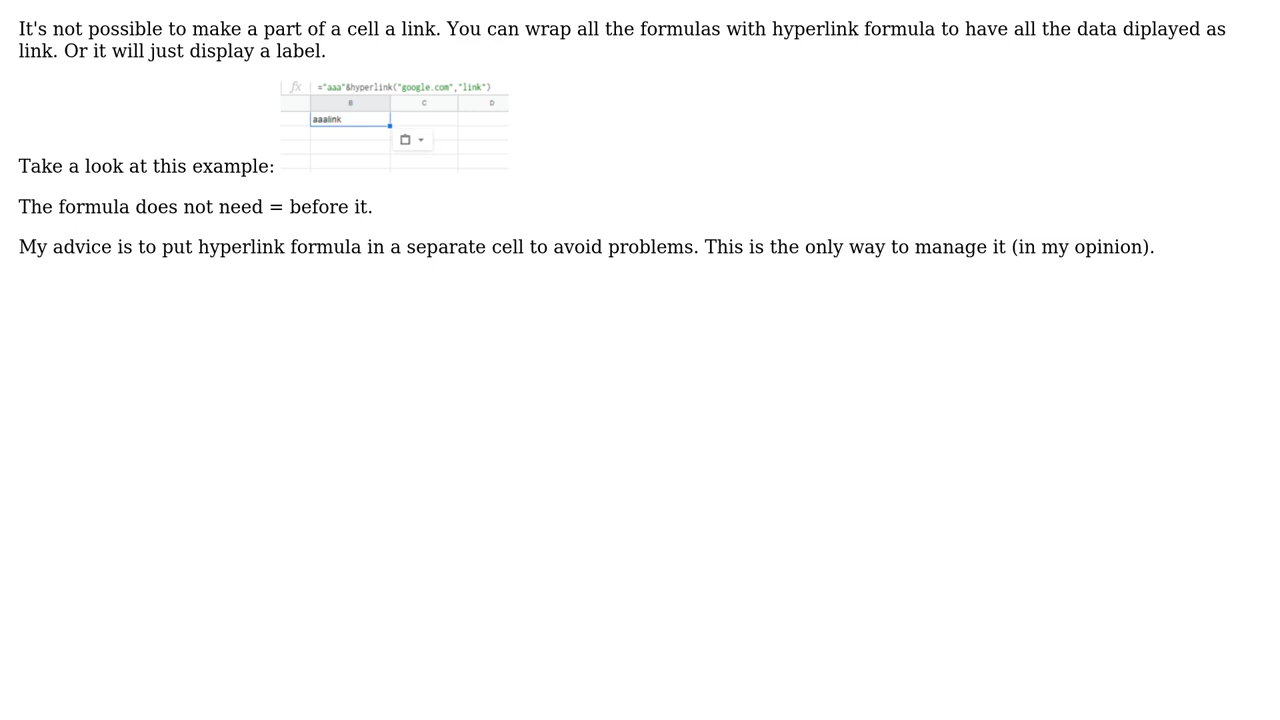 It's not possible to make a part of a cell a link. You can wrap all the formulas with hyperlink formula to have all the data diplayed as
link. Or it will just display a label.
fx ="aaa"&hyperlink("google.com","link")
B C D
aaalink
Take a look at this example:
The formula does not need = before it.
My advice is to put hyperlink formula in a separate cell to avoid problems. This is the only way to manage it (in my opinion).